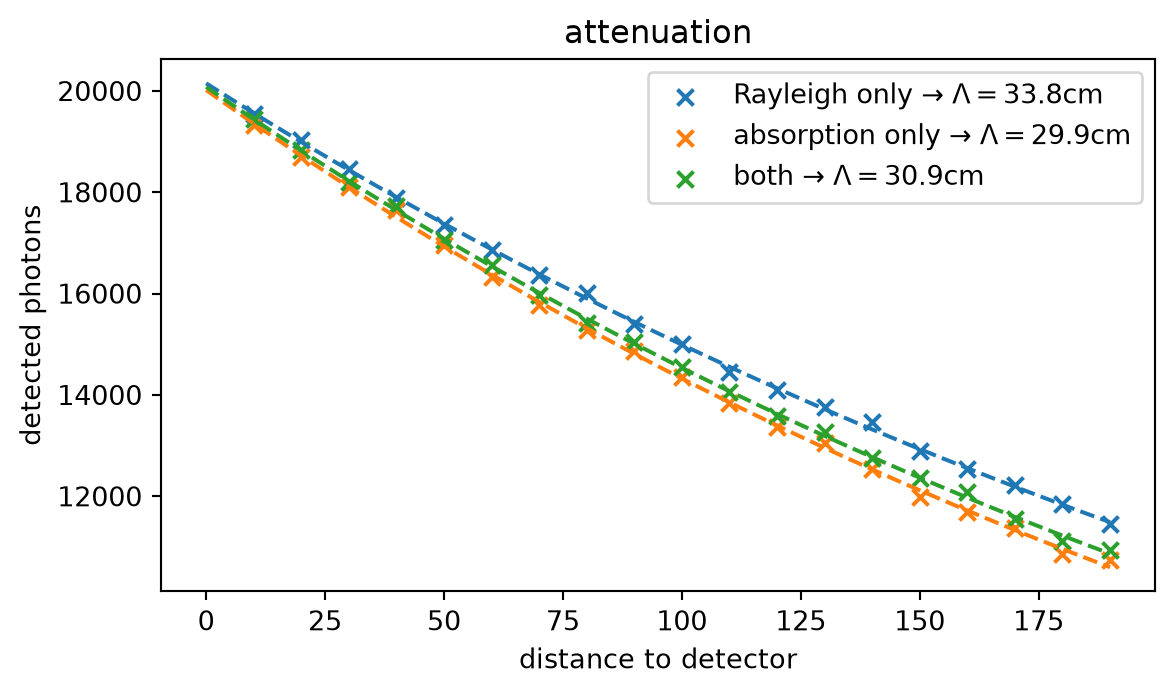 attenuation
Rayleigh only → Λ = 33.8cm
absorption only → Λ = 29.9cm
both → Λ = 30.9cm
detected photons
20000
18000
16000
14000
12000
0 25 50 75 100 125 150 175
distance to detector